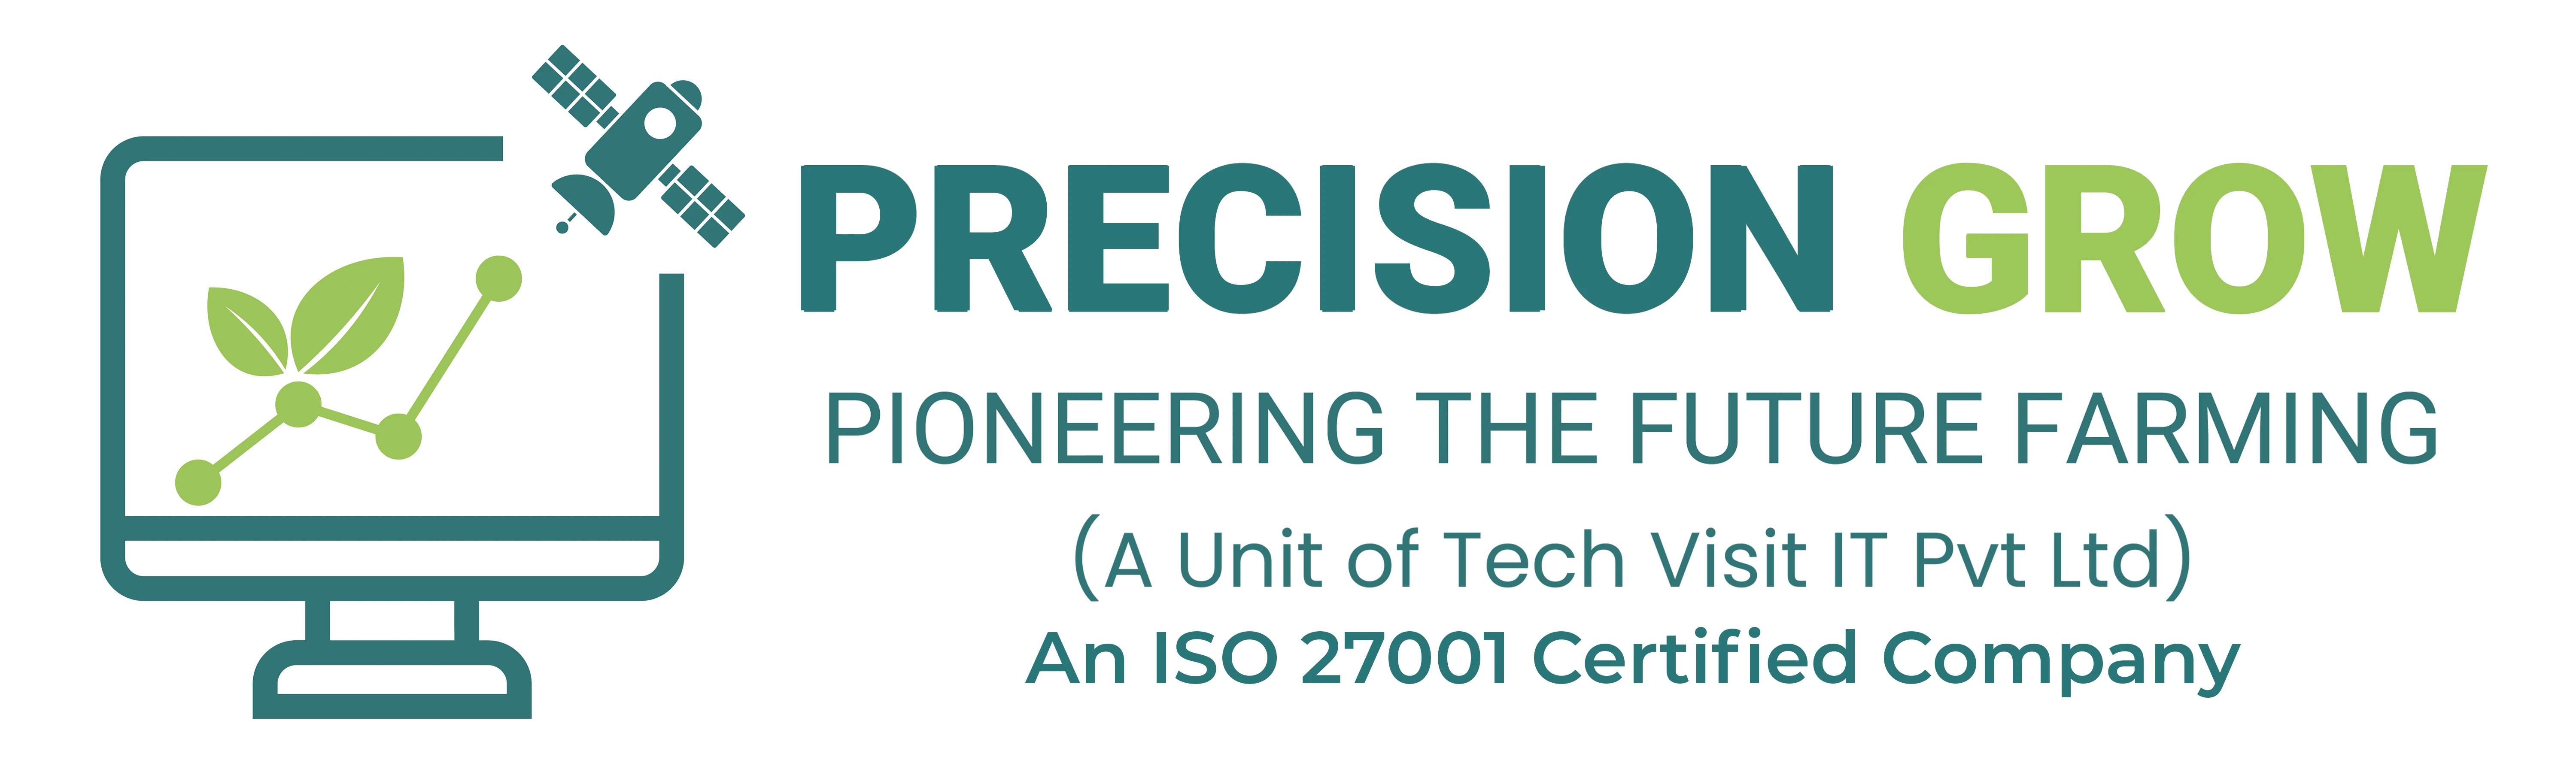 PRECISION GROW
PIONEERING THE FUTURE FARMING
(A Unit of Tech Visit IT Pvt Ltd)
An ISO 27001 Certified Company